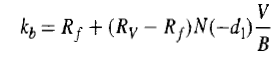 k_b = R_f + (R_V − R_f)N(−d_1) V/B